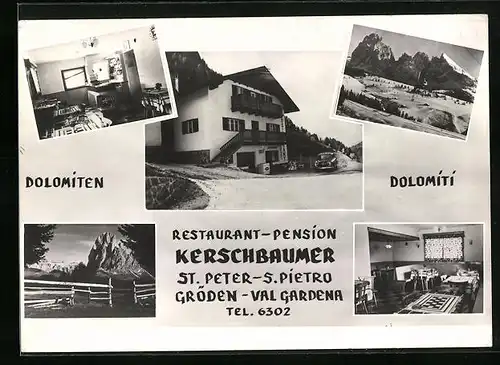 DOLOMITEN
DOLOMITI
RESTAURANT-PENSION
KERSCHBAUMER
ST. PETER-S. PIETRO
GRÖDEN-VAL GARDENA
TEL. 6302